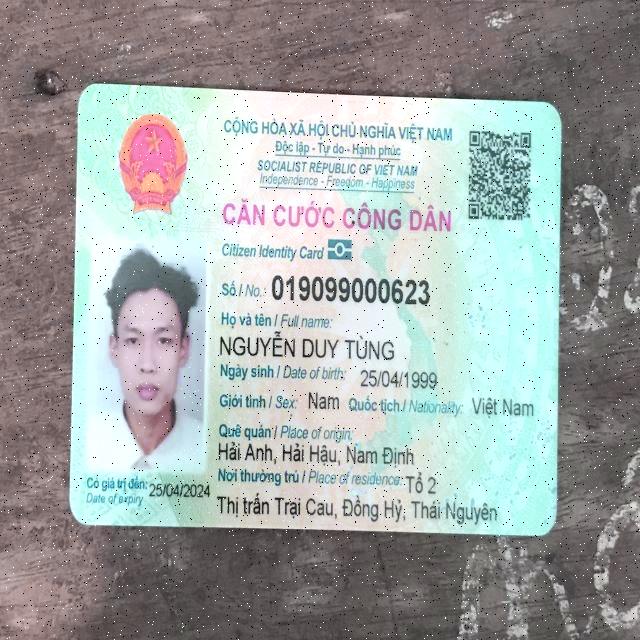 CỘNG HÒA XÃ HỘI CHỦ NGHĨA VIỆT NAM
Độc lập - Tự do - Hạnh phúc
SOCIALIST REPUBLIC OF VIET NAM
Independence - Freedom - Happiness
CĂN CƯỚC CÔNG DÂN
Citizen Identity Card
Số / No.: 019099000623
Họ và tên / Full name:
NGUYỄN DUY TÙNG
Ngày sinh / Date of birth: 25/04/1999
Giới tính / Sex: Nam Quốc tịch / Nationality: Việt Nam
Quê quán / Place of origin:
Hải Anh, Hải Hậu, Nam Định
Nơi thường trú / Place of residence: Tổ 2
Thị trấn Trại Cau, Đồng Hỷ, Thái Nguyên
Có giá trị đến: 25/04/2024
Date of expiry